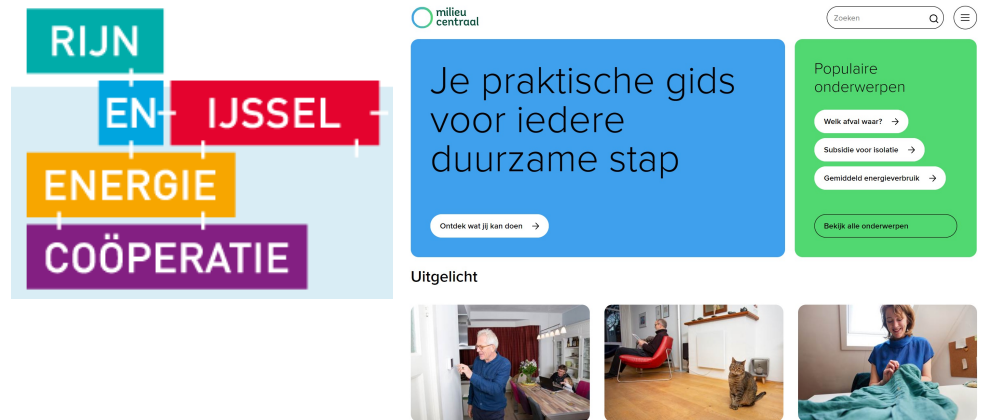 RIJN
EN IJSSEL
ENERGIE
COÖPERATIE
milieu
centraal
Zoeken
Je praktische gids
voor iedere
duurzame stap
Ontdek wat jij kan doen
Populaire
onderwerpen
Welk afval waar?
Subsidie voor isolatie
Gemiddeld energieverbruik
Bekijk alle onderwerpen
Uitgelicht